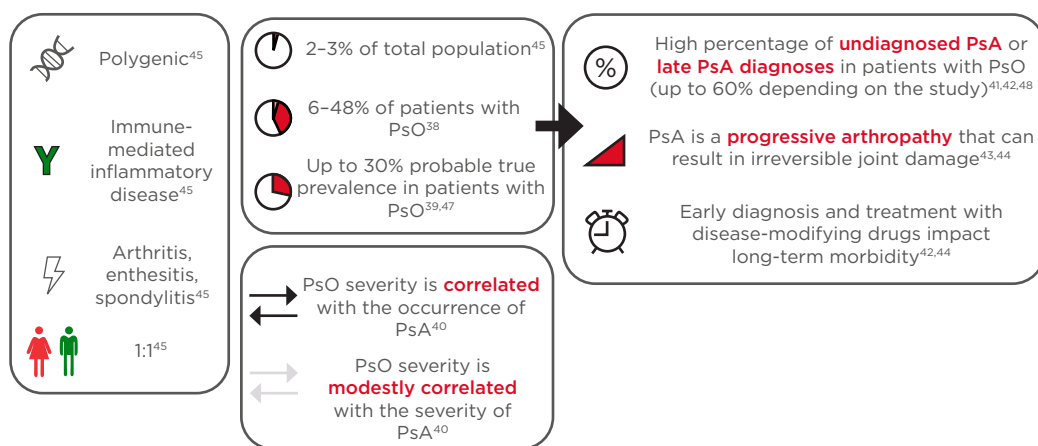 Polygenic⁴⁵
Immune-
mediated
inflammatory
disease⁴⁵
Arthritis,
enthesitis,
spondylitis⁴⁵
1:1⁴⁵
2–3% of total population⁴⁵
6–48% of patients with
PsO³⁸
Up to 30% probable true
prevalence in patients with
PsO³⁹,⁴⁷
PsO severity is correlated
with the occurrence of
PsA⁴⁰
PsO severity is
modestly correlated
with the severity of
PsA⁴⁰
%
High percentage of undiagnosed PsA or
late PsA diagnoses in patients with PsO
(up to 60% depending on the study)⁴¹,⁴²,⁴⁸
PsA is a progressive arthropathy that can
result in irreversible joint damage⁴³,⁴⁴
Early diagnosis and treatment with
disease-modifying drugs impact
long-term morbidity⁴²,⁴⁴